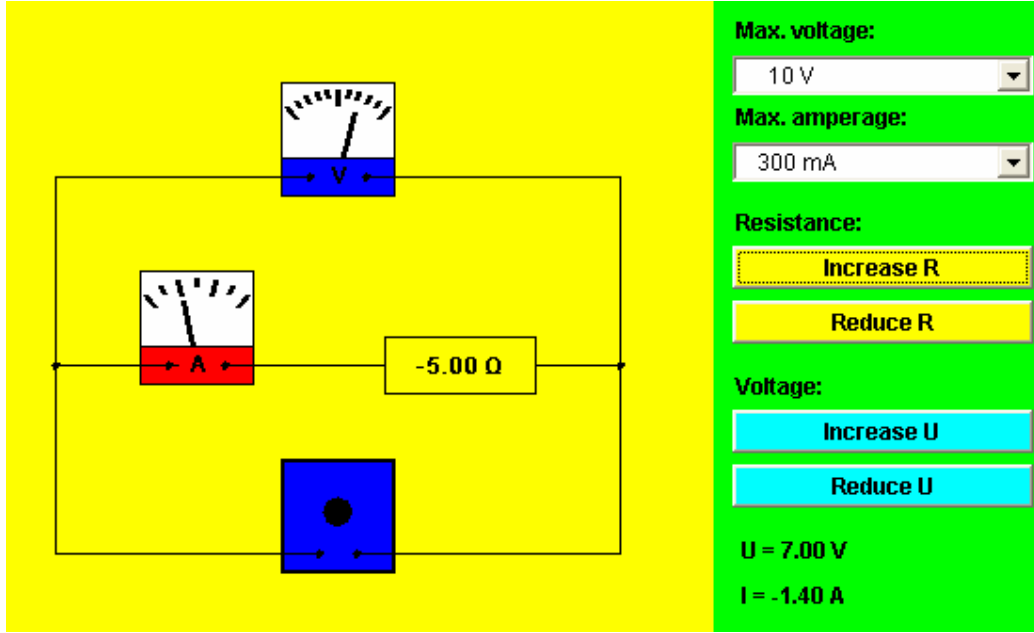 V
A
-5.00 Ω
Max. voltage:
10 V
Max. amperage:
300 mA
Resistance:
Increase R
Reduce R
Voltage:
Increase U
Reduce U
U = 7.00 V
I = -1.40 A